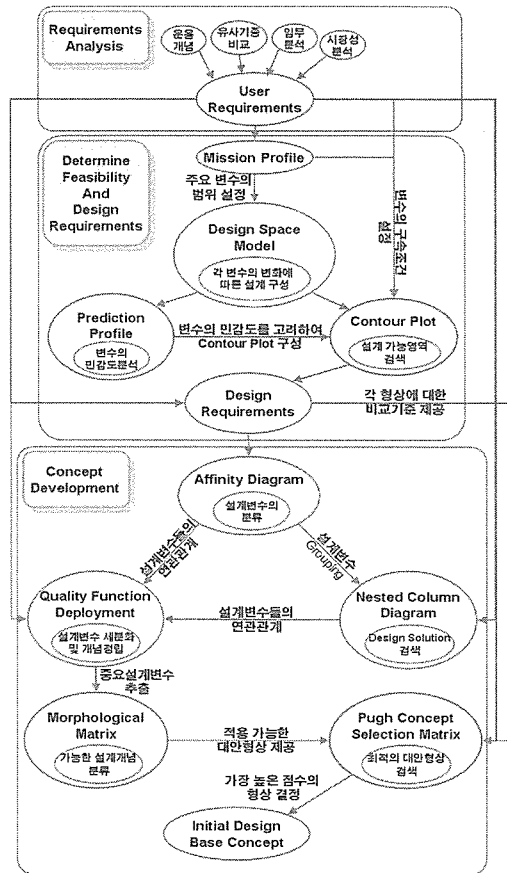 Requirements
Analysis
운용
개념
유사기종
비교
임무
분석
시장성
분석
User
Requirements
Determine
Feasibility
And
Design
Requirements
Mission Profile
주요 변수의
범위 설정
변수의 구속조건
설정
Design Space
Model
각 변수의 변화에
따른 설계 구성
Prediction
Profile
변수의
민감도분석
변수의 민감도를 고려하여
Contour Plot 구성
Contour Plot
설계 가능영역
검색
Design
Requirements
각 형상에 대한
비교기준 제공
Concept
Development
Affinity Diagram
설계변수의
분류
설계변수들의
연관관계
설계변수
Grouping
Quality Function
Deployment
설계변수 세분화
및 개념정립
설계변수들의
연관관계
Nested Column
Diagram
Design Solution
검색
중요설계변수
추출
Morphological
Matrix
가능한 설계개념
분류
적용 가능한
대안형상 제공
Pugh Concept
Selection Matrix
최적의 대안형상
검색
가장 높은 점수의
형상 결정
Initial Design
Base Concept